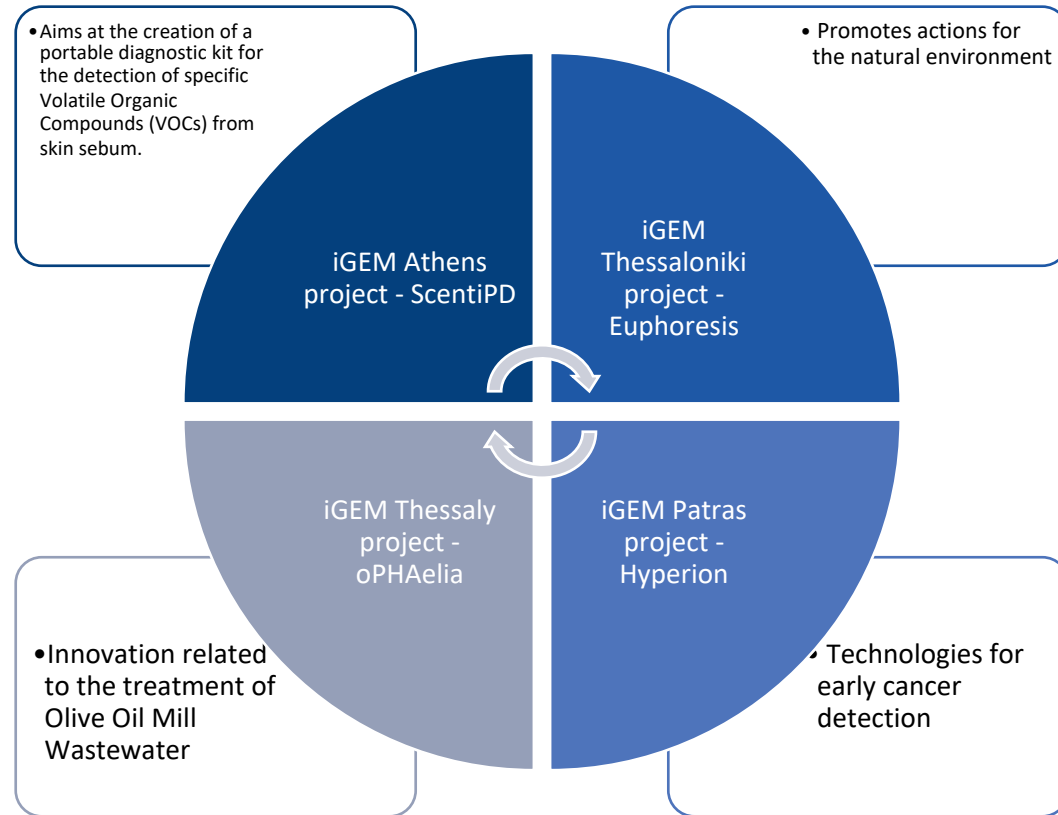 •Aims at the creation of a
portable diagnostic kit for
the detection of specific
Volatile Organic
Compounds (VOCs) from
skin sebum.
• Promotes actions for
the natural environment
iGEM Athens
project - ScentiPD
iGEM
Thessaloniki
project -
Euphoresis
iGEM Thessaly
project -
oPHAelia
iGEM Patras
project -
Hyperion
•Innovation related
to the treatment of
Olive Oil Mill
Wastewater
• Technologies for
early cancer
detection